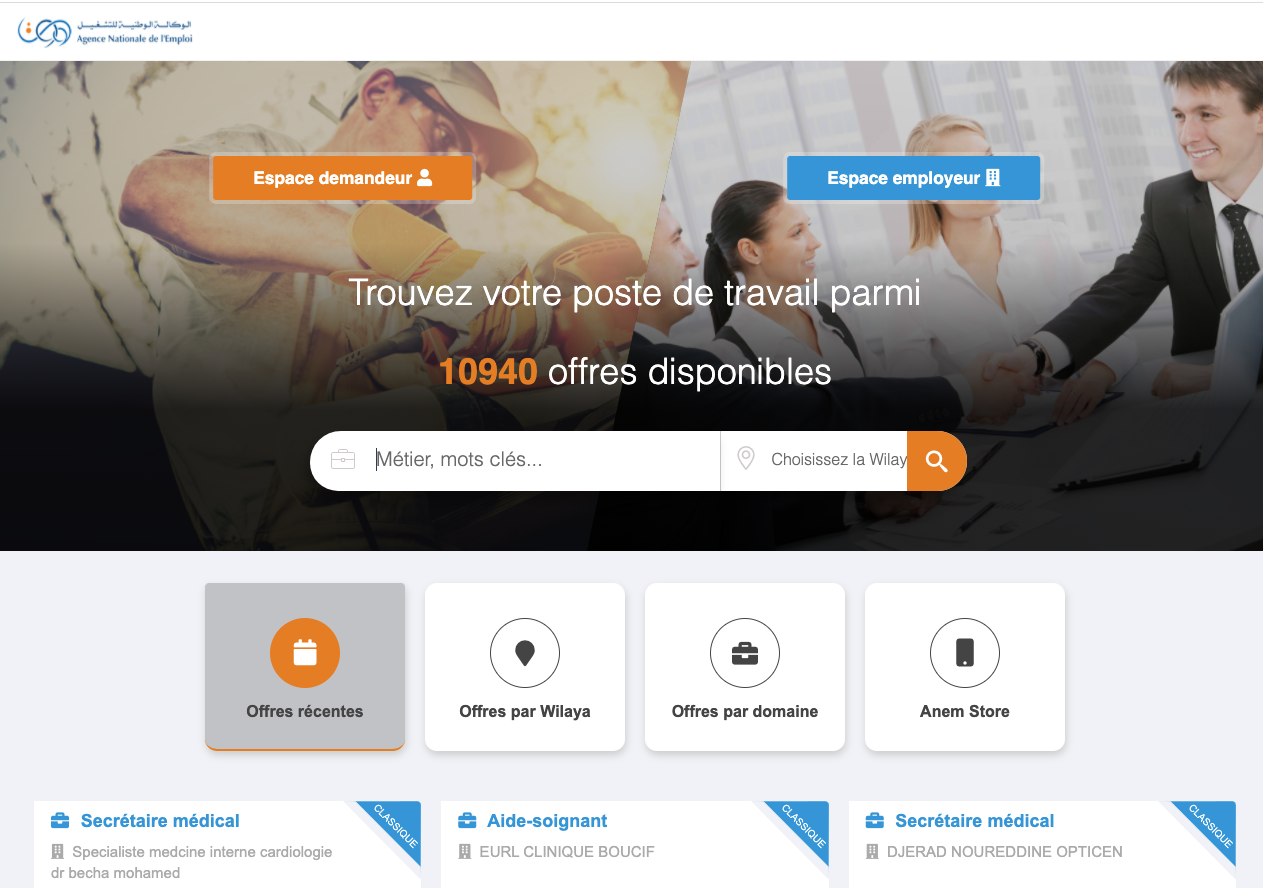 الوكالة الوطنية للتشغيل
Agence Nationale de l'Emploi
Espace demandeur
Espace employeur
Trouvez votre poste de travail parmi
10940 offres disponibles
Métier, mots clés...
Choisissez la Wilay
Offres récentes
Offres par Wilaya
Offres par domaine
Anem Store
Secrétaire médical
CLASSIQUE
Specialiste medcine interne cardiologie
dr becha mohamed
Aide-soignant
CLASSIQUE
EURL CLINIQUE BOUCIF
Secrétaire médical
CLASSIQUE
DJERAD NOUREDDINE OPTICEN